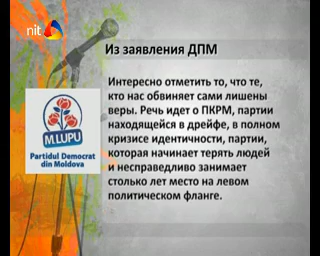 nit
Из заявления ДПМ
Интересно отметить то, что те,
кто нас обвиняет сами лишены
веры. Речь идет о ПКРМ, партии
находящейся в дрейфе, в полном
кризисе идентичности, партии,
которая начинает терять людей
и несправедливо занимает
столько лет место на левом
политическом фланге.
M.LUPU
Partidul Democrat
din Moldova